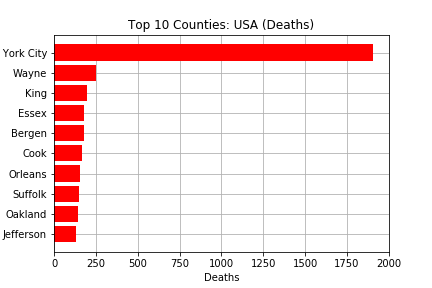 Top 10 Counties: USA (Deaths)
York City
Wayne
King
Essex
Bergen
Cook
Orleans
Suffolk
Oakland
Jefferson
0 250 500 750 1000 1250 1500 1750 2000
Deaths